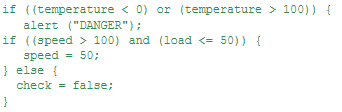 if ((temperature < 0) or (temperature > 100)) {
   alert ("DANGER");
if ((speed > 100) and (load <= 50)) {
   speed = 50;
} else {
  check = false;
}